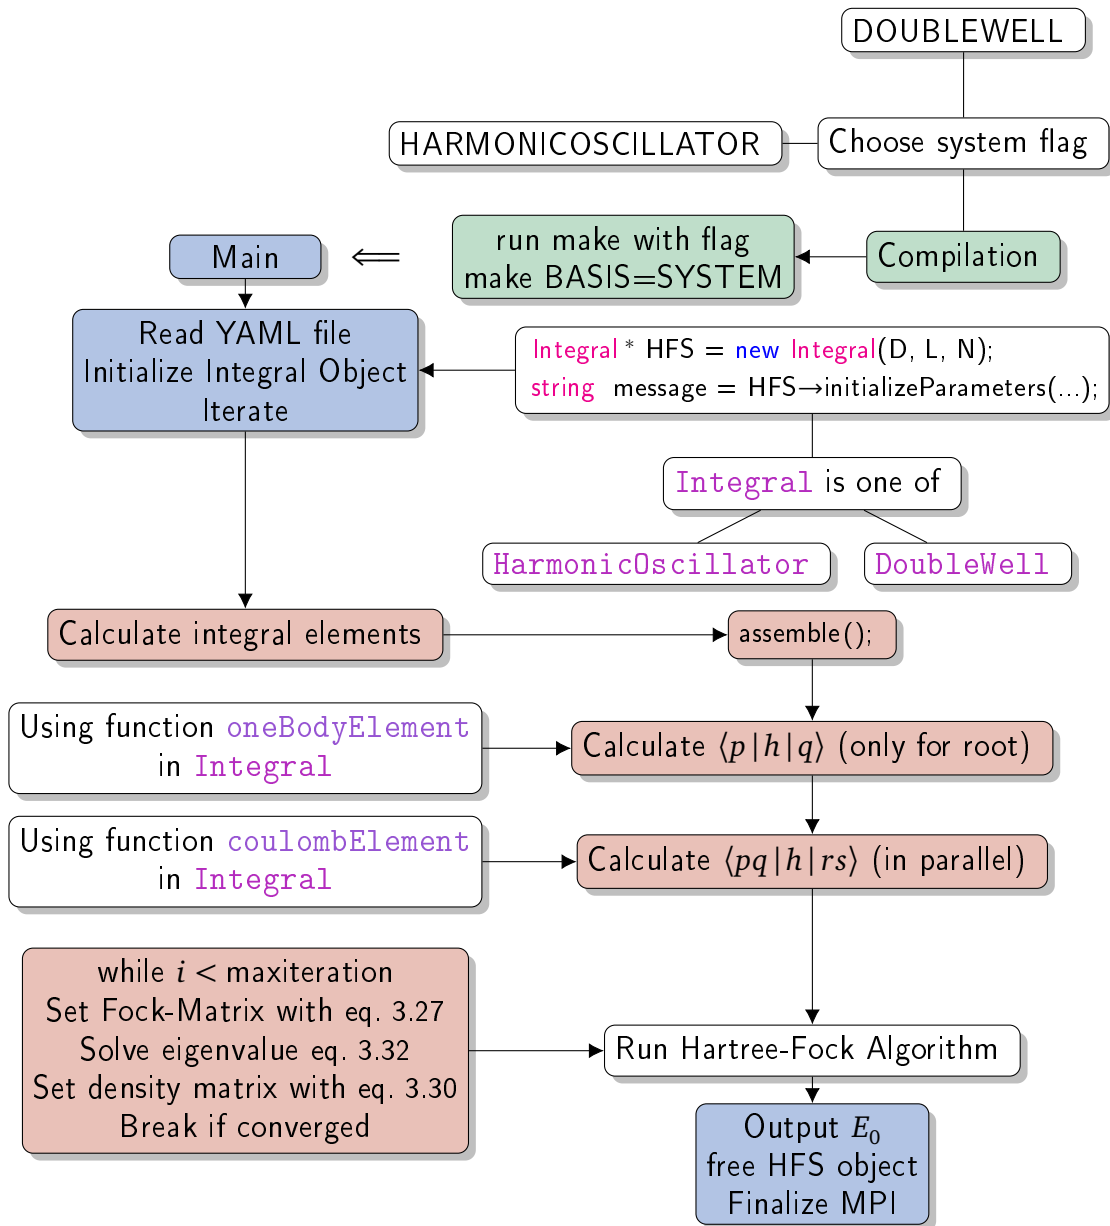 DOUBLEWELL
HARMONICOSCILLATOR
Choose system flag
Main
⟸
run make with flag
make BASIS=SYSTEM
Compilation
Read YAML file
Initialize Integral Object
Iterate
Integral * HFS = new Integral(D, L, N);
string message = HFS→initializeParameters(...);
Integral is one of
HarmonicOscillator
DoubleWell
Calculate integral elements
assemble();
Using function oneBodyElement
in Integral
Calculate ⟨p|h|q⟩ (only for root)
Using function coulombElement
in Integral
Calculate ⟨pq|h|rs⟩ (in parallel)
while i < maxiteration
Set Fock-Matrix with eq. 3.27
Solve eigenvalue eq. 3.32
Set density matrix with eq. 3.30
Break if converged
Run Hartree-Fock Algorithm
Output E₀
free HFS object
Finalize MPI